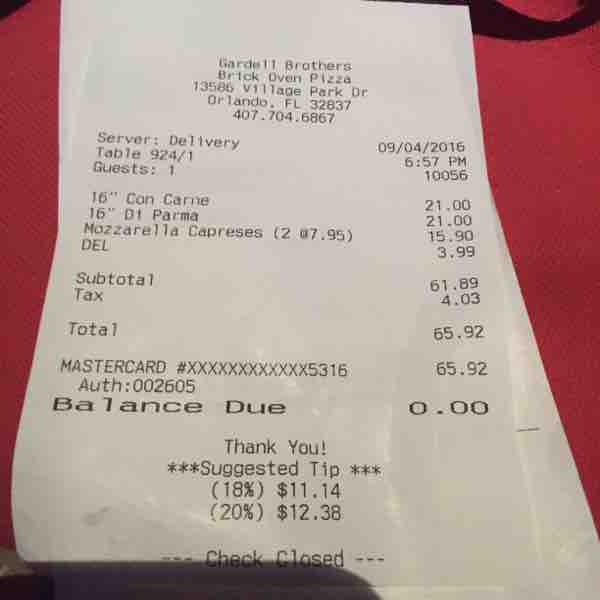 Gardell Brothers
Brick Oven Pizza
13586 Village Park Dr
Orlando, FL 32837
407.704.6867
Server: Delivery 09/04/2016
Table 924/1 6:57 PM
Guests: 1 10056
16" Con Carne 21.00
16" Di Parma 21.00
Mozzarella Capreses (2 @7.95) 15.90
DEL 3.99
Subtotal 61.89
Tax 4.03
Total 65.92
MASTERCARD #XXXXXXXXXXXX5316 65.92
Auth:002605
Balance Due 0.00
Thank You!
***Suggested Tip ***
(18%) $11.14
(20%) $12.38
--- Check Closed ---